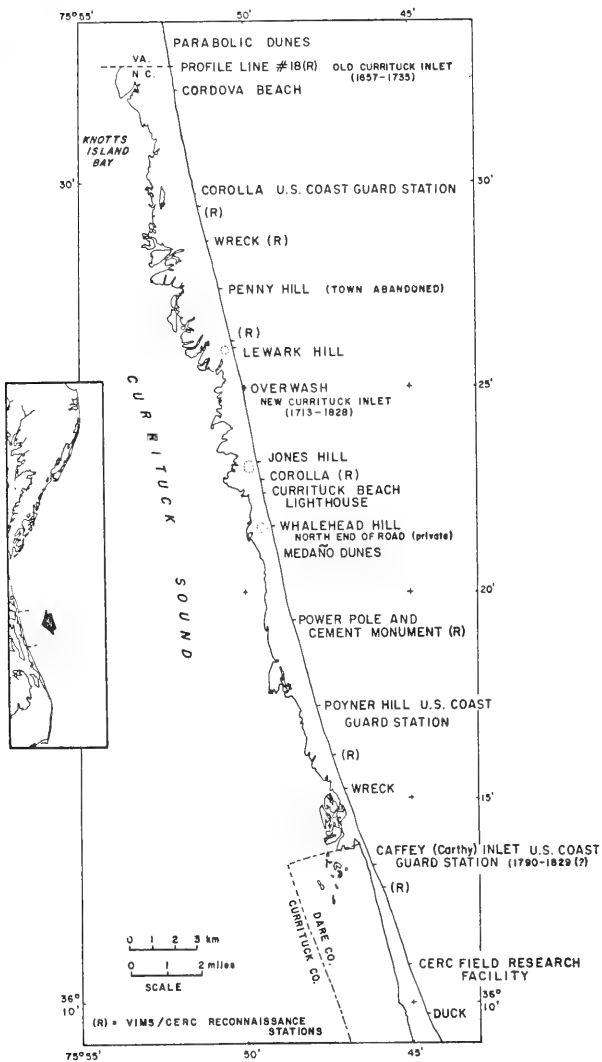 75°55' 50' 45'
PARABOLIC DUNES
VA.
N.C.
PROFILE LINE #18(R) OLD CURRITUCK INLET
(1657-1735)
CORDOVA BEACH
KNOTTS
ISLAND
BAY
30' 30'
COROLLA U.S. COAST GUARD STATION
(R)
WRECK (R)
PENNY HILL (TOWN ABANDONED)
(R)
LEWARK HILL
25'
OVERWASH
NEW CURRITUCK INLET
(1713-1828)
CURRITUCK SOUND
JONES HILL
COROLLA (R)
CURRITUCK BEACH
LIGHTHOUSE
WHALEHEAD HILL
NORTH END OF ROAD (private)
MEDAÑO DUNES
20'
POWER POLE AND
CEMENT MONUMENT (R)
POYNER HILL U.S. COAST
GUARD STATION
(R)
WRECK
15'
CAFFEY (Carthy) INLET U.S. COAST
GUARD STATION (1790-1829(?)
(R)
DARE CO.
CURRITUCK CO.
0 1 2 3 km
0 1 2 miles
SCALE
CERC FIELD RESEARCH
FACILITY
36°
10'
36°
10'
DUCK
(R) = VIMS/CERC RECONNAISSANCE
STATIONS
75°55' 50' 45'